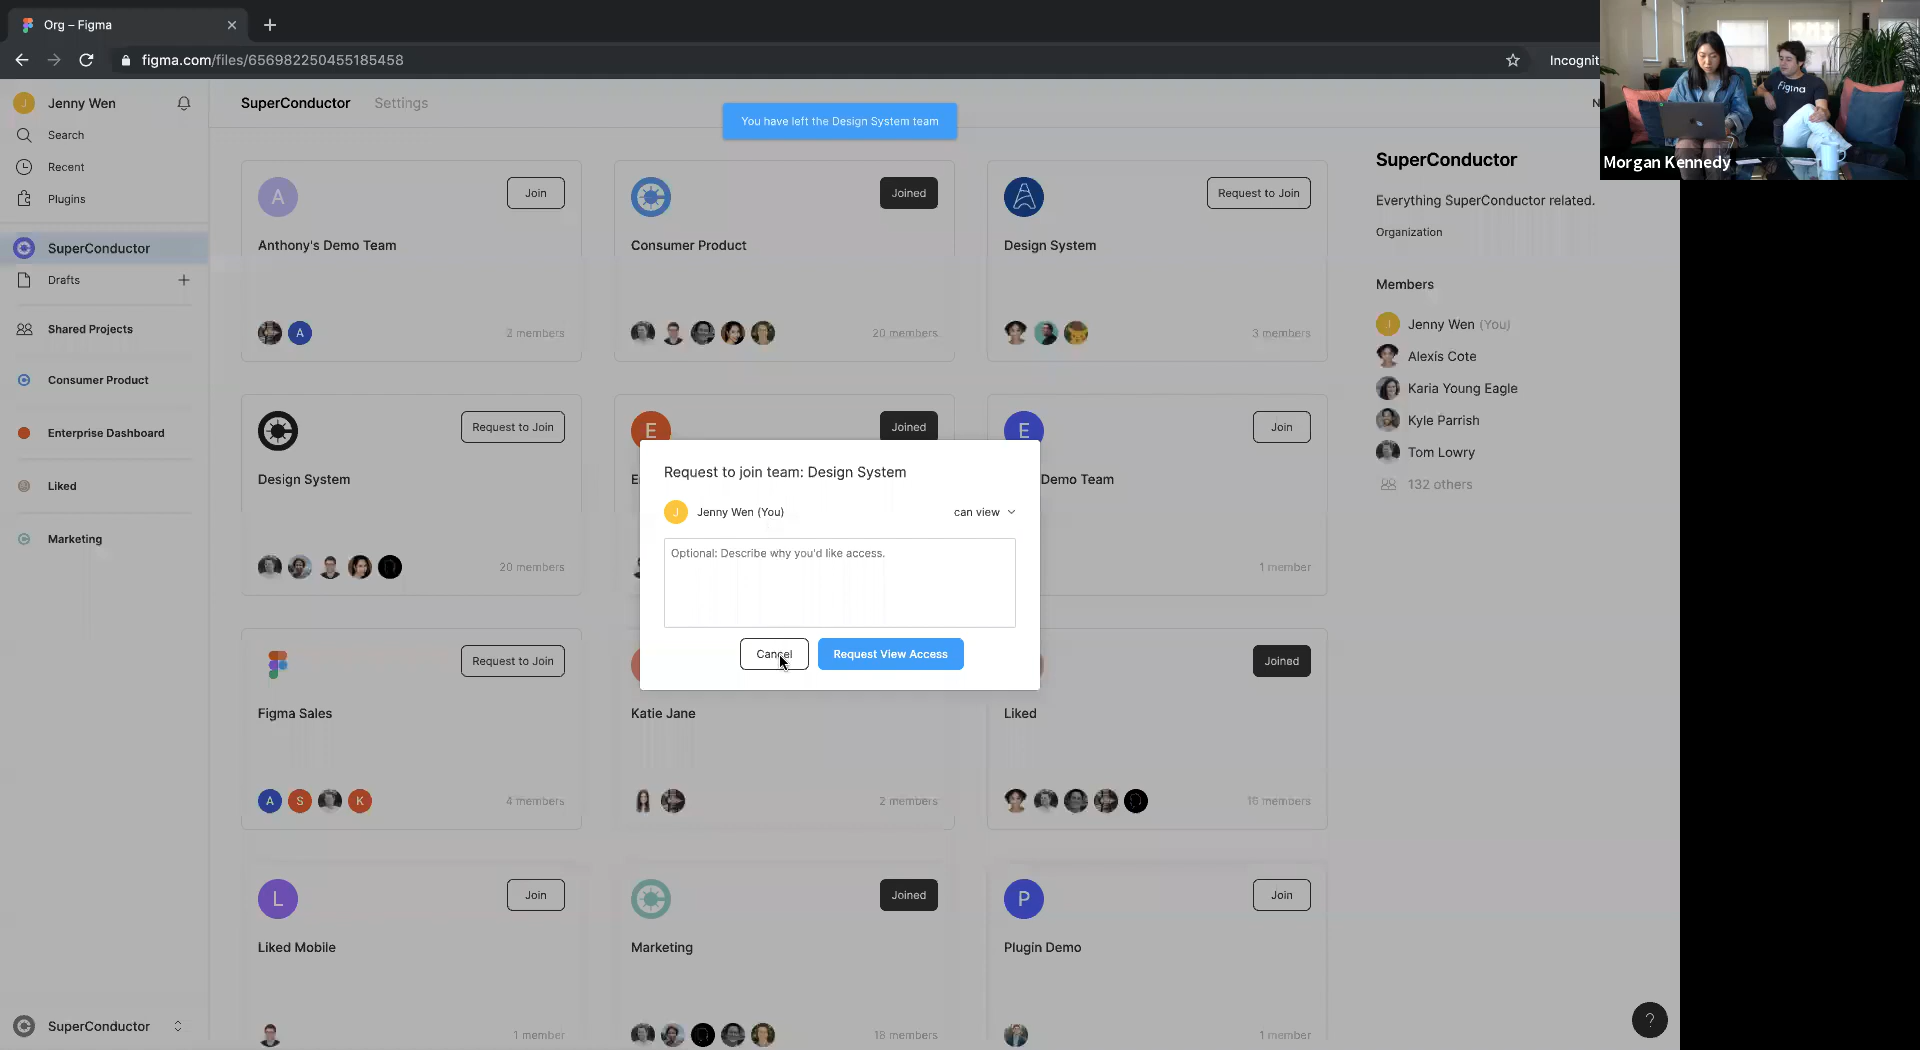 Org – Figma
figma.com/files/656982250455185458
Incognit
Figma
Morgan Kennedy
J
Jenny Wen
Search
Recent
Plugins
SuperConductor
Drafts
Shared Projects
Consumer Product
Enterprise Dashboard
Liked
Marketing
SuperConductor
SuperConductor
Settings
You have left the Design System team
N
A
Join
Anthony's Demo Team
A
2 members
Joined
Consumer Product
20 members
Request to Join
Design System
3 members
Request to Join
Design System
20 members
E
Joined
E
E
Join
Demo Team
1 member
Request to join team: Design System
J
Jenny Wen (You)
can view
Optional: Describe why you'd like access.
Cancel
Request View Access
Request to Join
Figma Sales
A
S
K
4 members
Katie Jane
2 members
Joined
Liked
16 members
L
Join
Liked Mobile
1 member
Joined
Marketing
18 members
P
Join
Plugin Demo
1 member
SuperConductor
Everything SuperConductor related.
Organization
Members
J
Jenny Wen (You)
Alexis Cote
Karia Young Eagle
Kyle Parrish
Tom Lowry
132 others
?